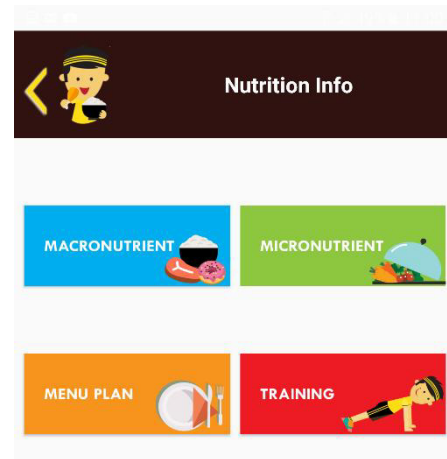 Nutrition Info
MACRONUTRIENT
MICRONUTRIENT
MENU PLAN
TRAINING